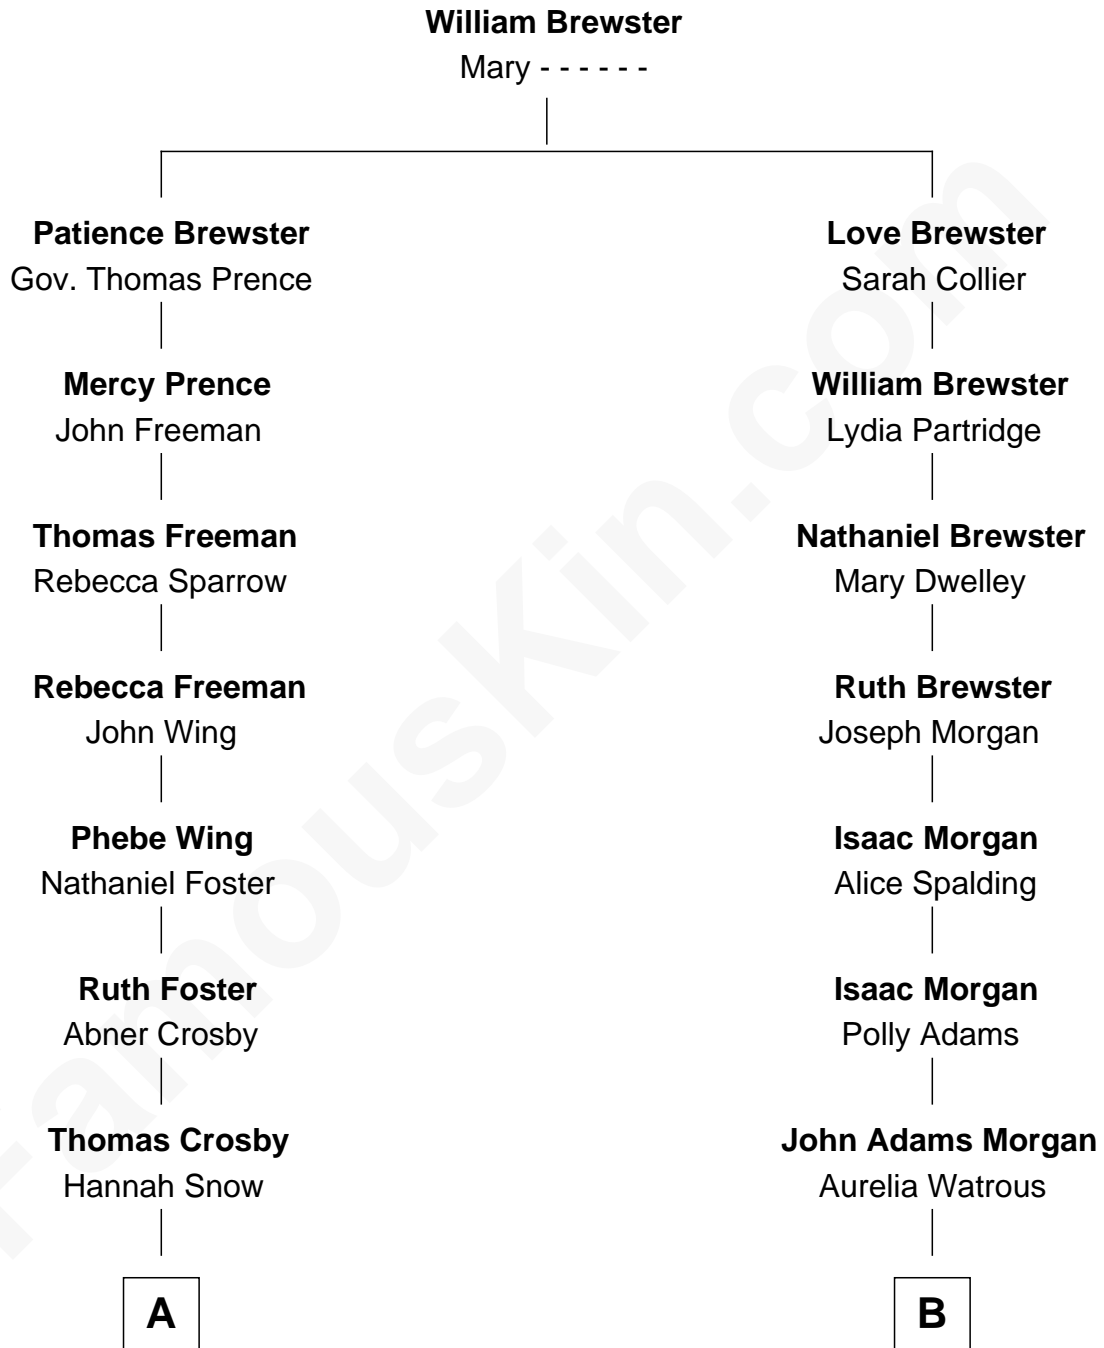 William Brewster
Mary - - - - - -
Patience Brewster
Gov. Thomas Prence
Love Brewster
Sarah Collier
Mercy Prence
John Freeman
William Brewster
Lydia Partridge
Thomas Freeman
Rebecca Sparrow
Nathaniel Brewster
Mary Dwelley
Rebecca Freeman
John Wing
Ruth Brewster
Joseph Morgan
Phebe Wing
Nathaniel Foster
Isaac Morgan
Alice Spalding
Ruth Foster
Abner Crosby
Isaac Morgan
Polly Adams
Thomas Crosby
Hannah Snow
John Adams Morgan
Aurelia Watrous
A
B
FamousKin.com